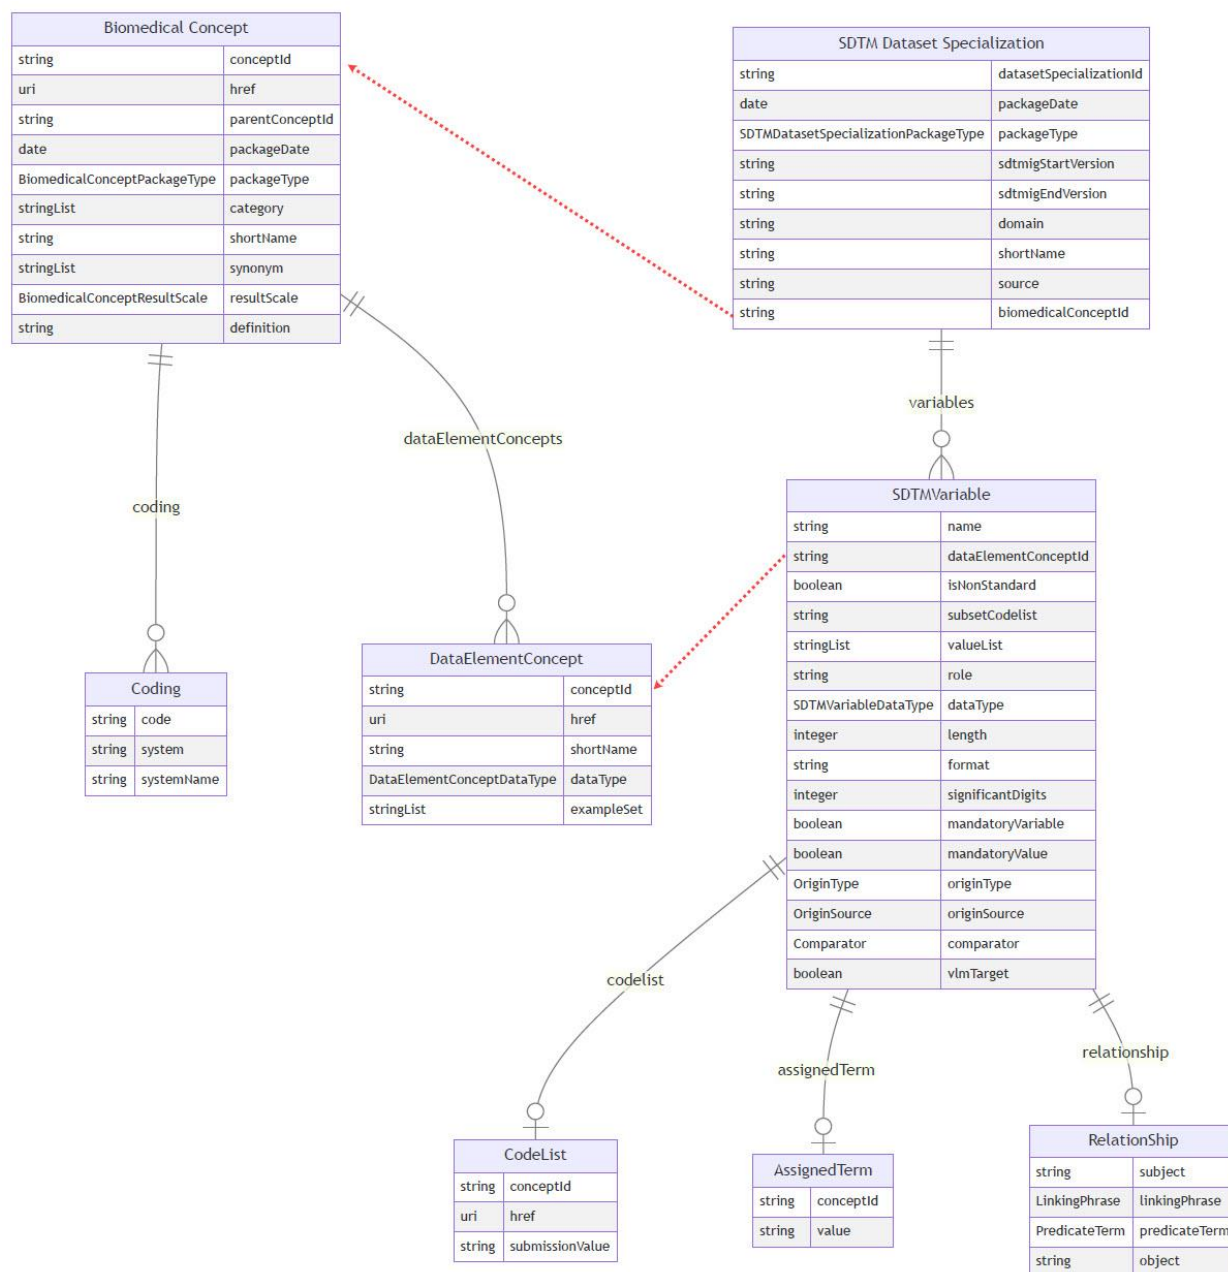 Biomedical Concept
string conceptId
uri href
string parentConceptId
date packageDate
BiomedicalConceptPackageType packageType
stringList category
string shortName
stringList synonym
BiomedicalConceptResultScale resultScale
string definition
SDTM Dataset Specialization
string datasetSpecializationId
date packageDate
SDTMDatasetSpecializationPackageType packageType
string sdtmigStartVersion
string sdtmigEndVersion
string domain
string shortName
string source
string biomedicalConceptId
variables
dataElementConcepts
coding
SDTMVariable
string name
string dataElementConceptId
boolean isNonStandard
string subsetCodelist
stringList valueList
string role
SDTMVariableDataType dataType
integer length
string format
integer significantDigits
boolean mandatoryVariable
boolean mandatoryValue
OriginType originType
OriginSource originSource
Comparator comparator
boolean vlmTarget
Coding
string code
string system
string systemName
DataElementConcept
string conceptId
uri href
string shortName
DataElementConceptDataType dataType
stringList exampleSet
codelist
assignedTerm
relationship
CodeList
string conceptId
uri href
string submissionValue
AssignedTerm
string conceptId
string value
RelationShip
string subject
LinkingPhrase linkingPhrase
PredicateTerm predicateTerm
string object